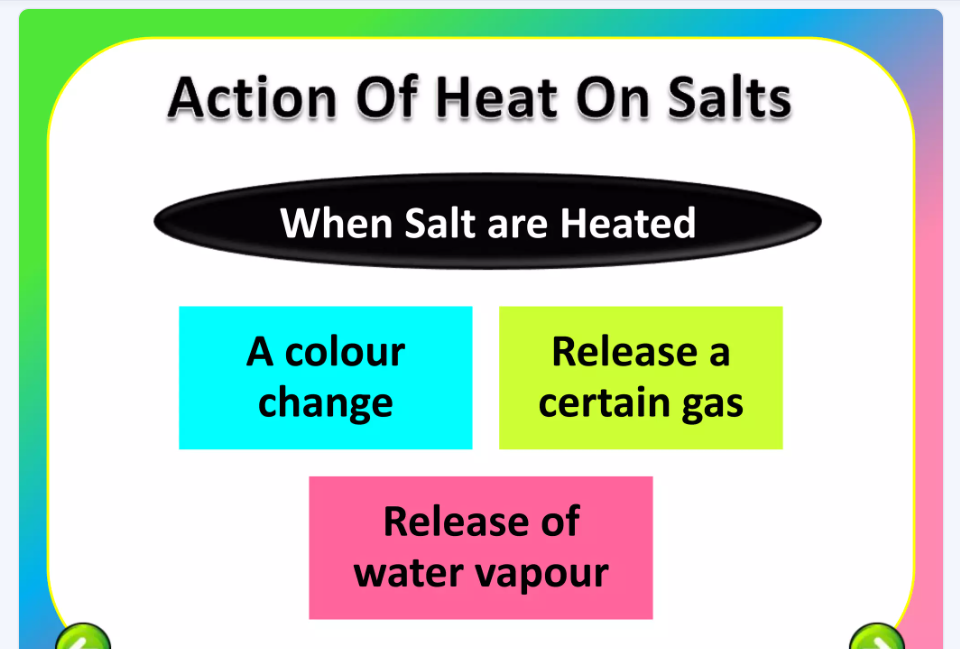 Action Of Heat On Salts
When Salt are Heated
A colour
change
Release a
certain gas
Release of
water vapour